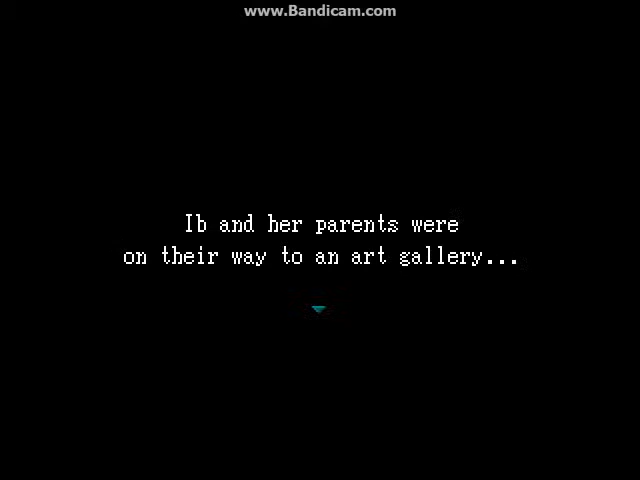 www.Bandicam.com
Ib and her parents were
on their way to an art gallery...